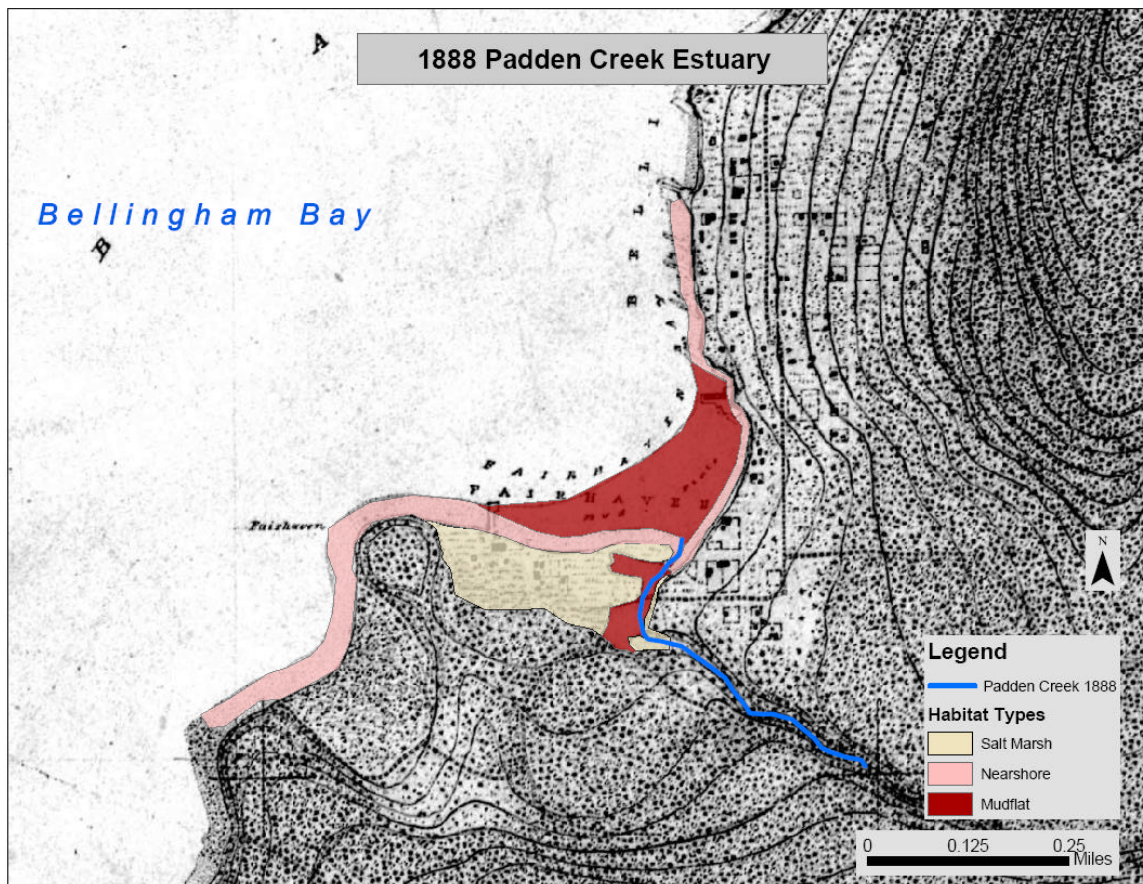 1888 Padden Creek Estuary
A
Bellingham Bay
B
BELLI
FAIRHAVEN
Fairhaven
N
Legend
Padden Creek 1888
Habitat Types
Salt Marsh
Nearshore
Mudflat
0 0.125 0.25
Miles